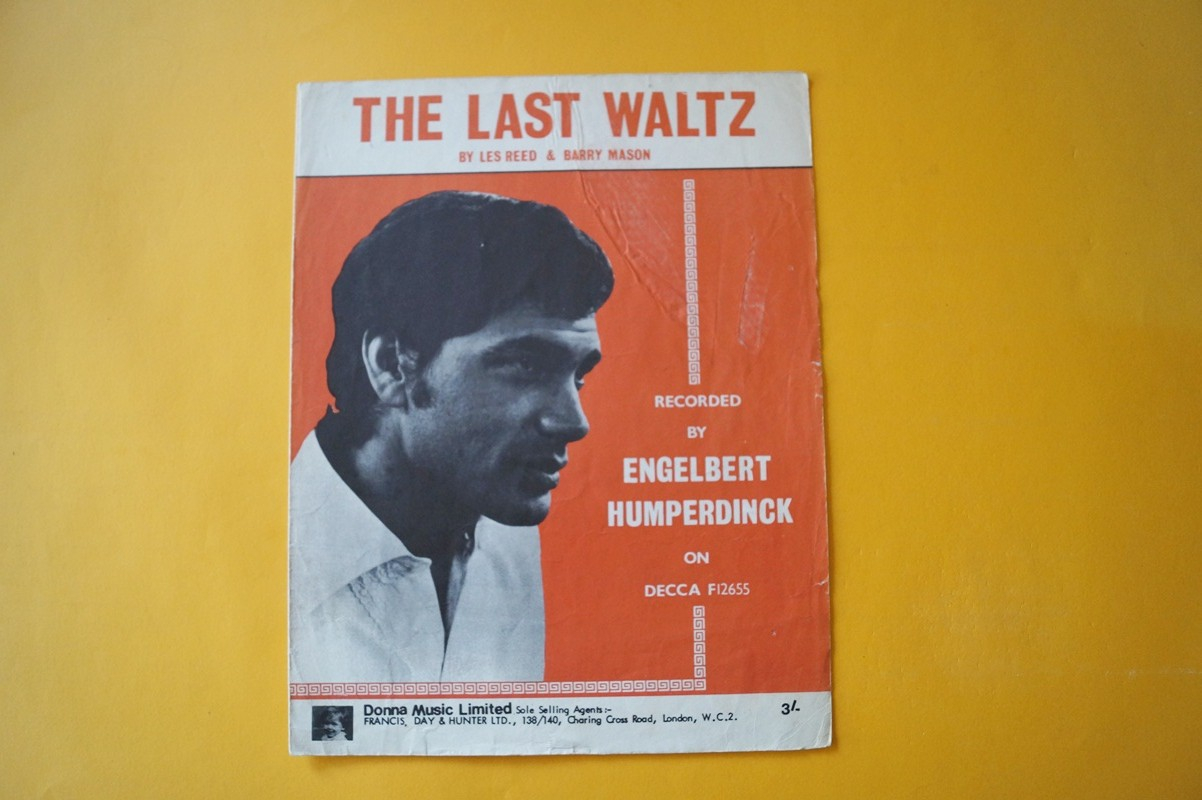 THE LAST WALTZ
BY LES REED & BARRY MASON
RECORDED
BY
ENGELBERT
HUMPERDINCK
ON
DECCA F12655
Donna Music Limited Sole Selling Agents:-
FRANCIS, DAY & HUNTER LTD., 138/140, Charing Cross Road, London, W.C.2.
3/-